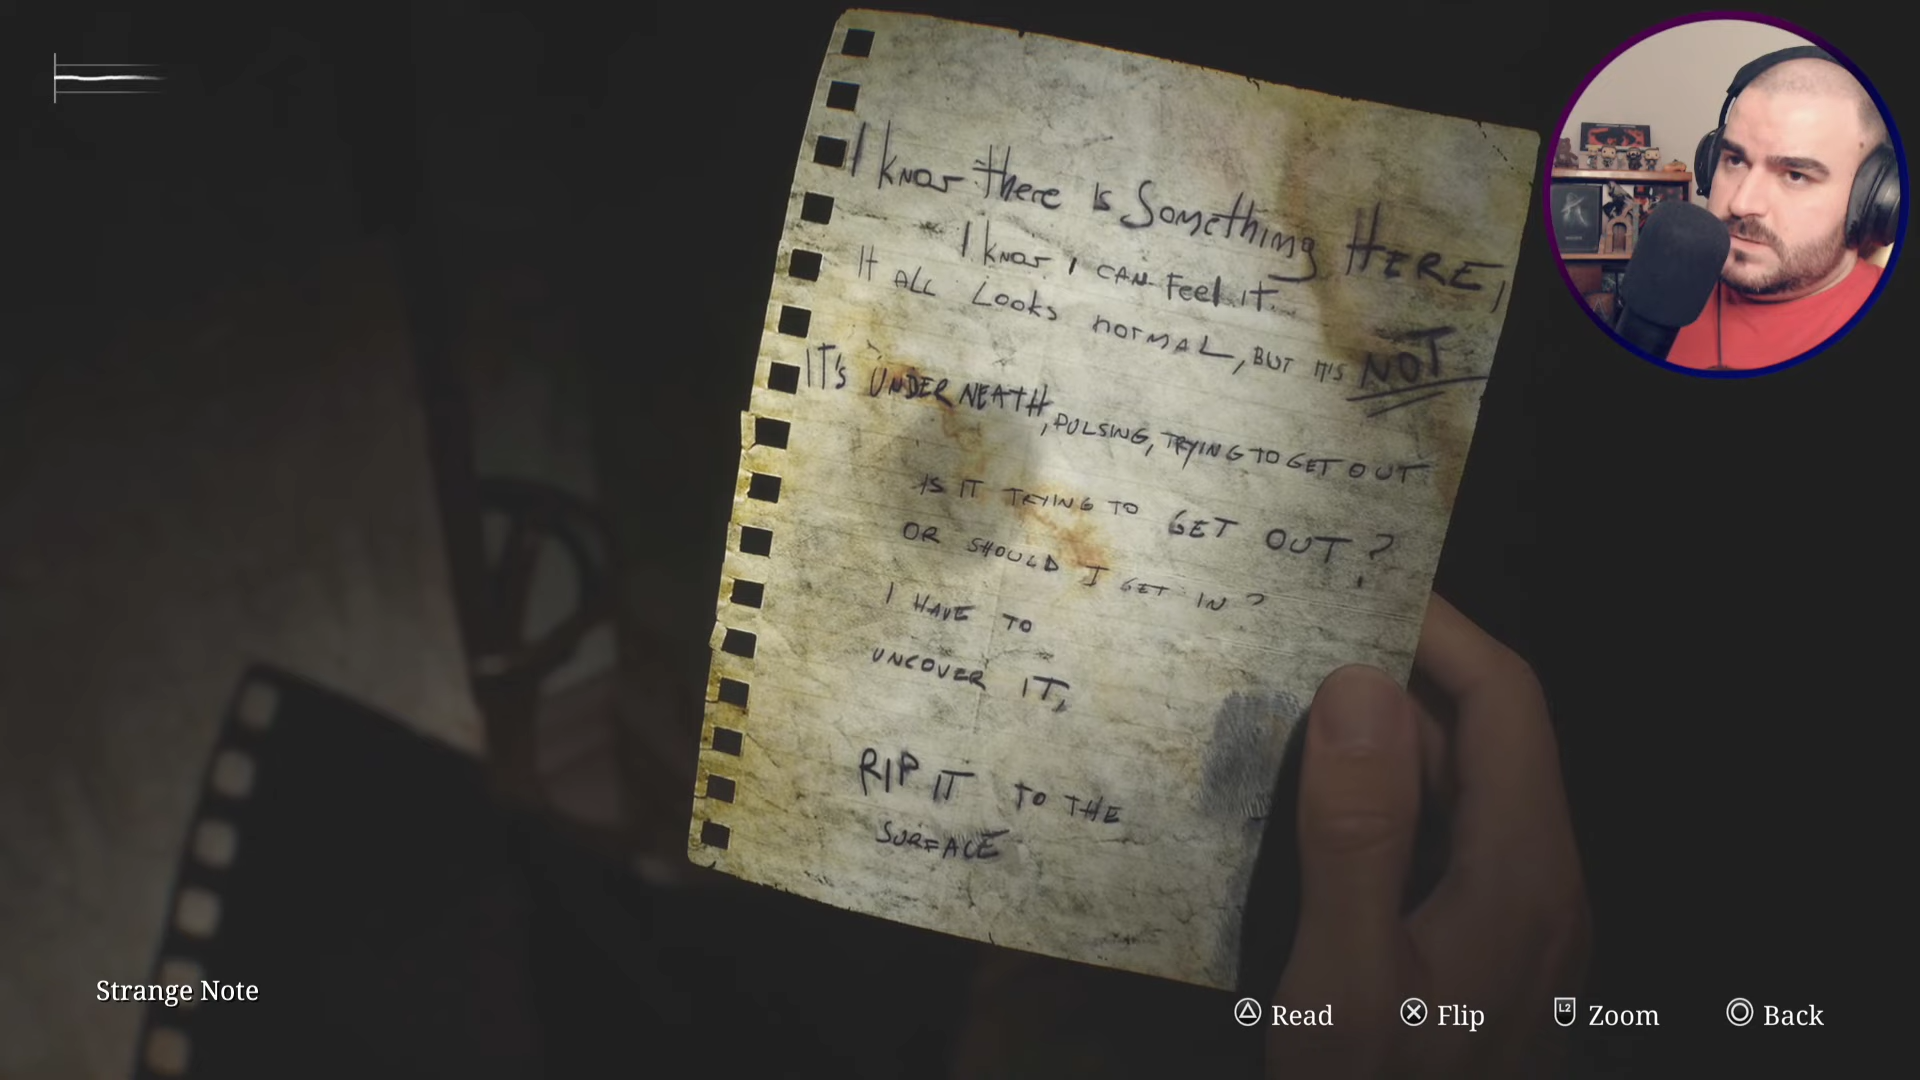 I know there is Something HERE,
I know I CAN Feel IT.
It ALL Looks normAL, BUT it's NOT
IT's UNDERNEATH, PULSING, TRYING TO GET OUT
IS IT TRYING TO GET OUT?
OR SHOULD I GET IN?
I HAVE TO
UNCOVER IT,
RIP IT TO THE
SURFACE
Strange Note
Read
Flip
L2 Zoom
Back